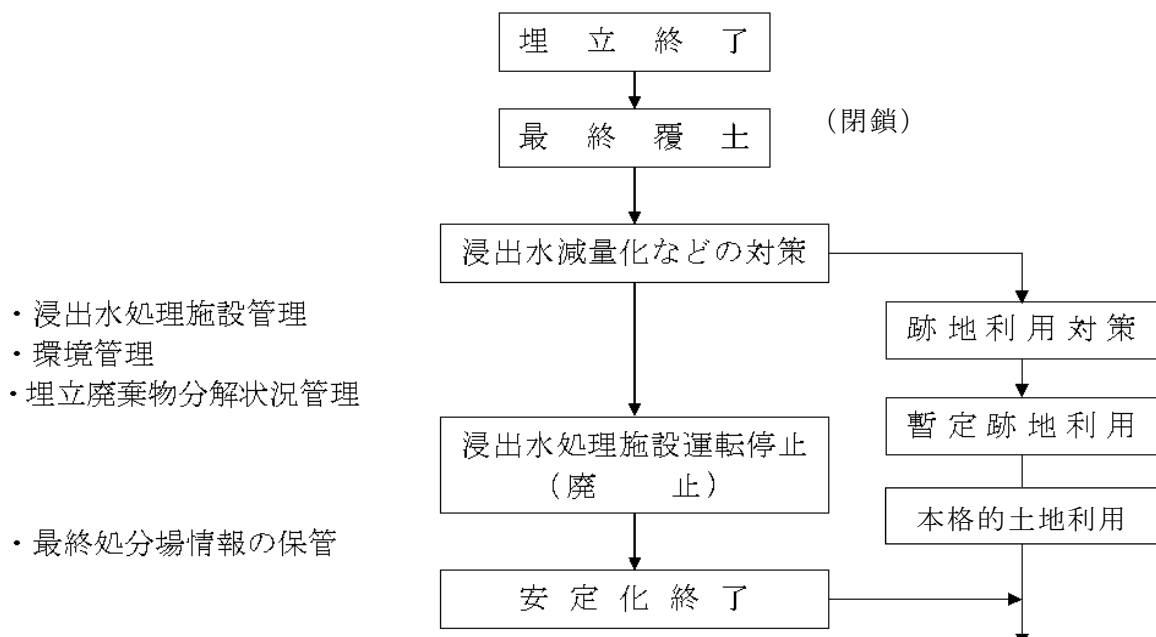 埋立終了
最終覆土
（閉鎖）
浸出水減量化などの対策
・浸出水処理施設管理
・環境管理
・埋立廃棄物分解状況管理
跡地利用対策
暫定跡地利用
浸出水処理施設運転停止
（廃 止）
本格的土地利用
・最終処分場情報の保管
安定化終了